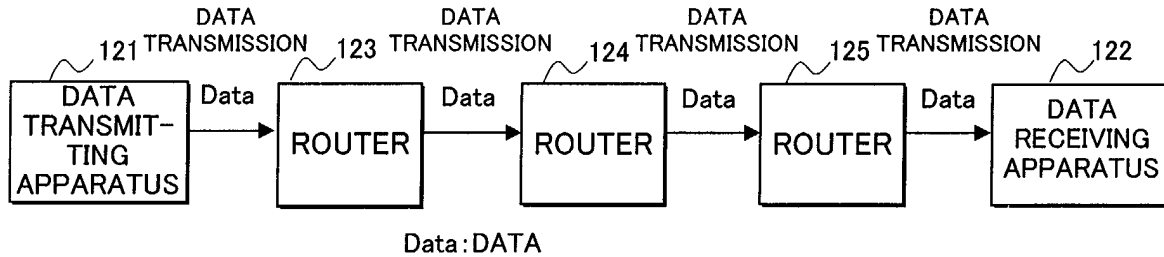 DATA
TRANSMISSION
DATA
TRANSMISSION
DATA
TRANSMISSION
DATA
TRANSMISSION
121
123
124
125
122
DATA
TRANSMIT-
TING
APPARATUS
Data
ROUTER
Data
ROUTER
Data
ROUTER
Data
DATA
RECEIVING
APPARATUS
Data:DATA